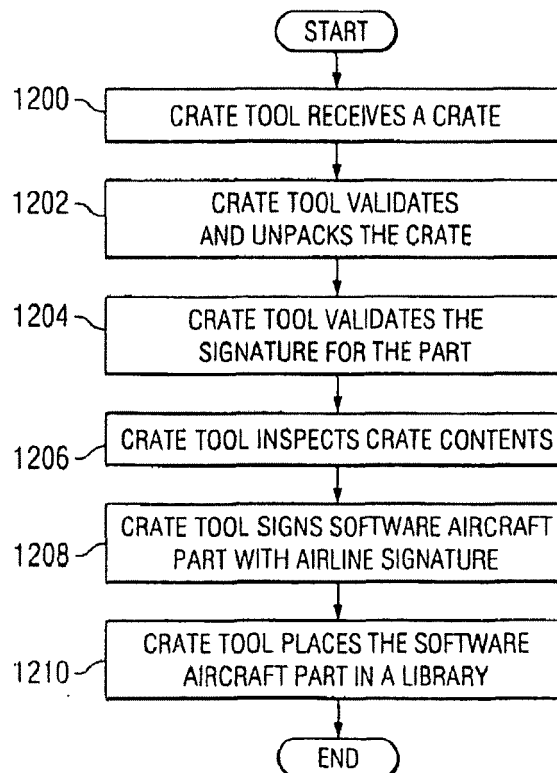 START
1200
CRATE TOOL RECEIVES A CRATE
1202
CRATE TOOL VALIDATES
AND UNPACKS THE CRATE
1204
CRATE TOOL VALIDATES THE
SIGNATURE FOR THE PART
1206
CRATE TOOL INSPECTS CRATE CONTENTS
1208
CRATE TOOL SIGNS SOFTWARE AIRCRAFT
PART WITH AIRLINE SIGNATURE
1210
CRATE TOOL PLACES THE SOFTWARE
AIRCRAFT PART IN A LIBRARY
END